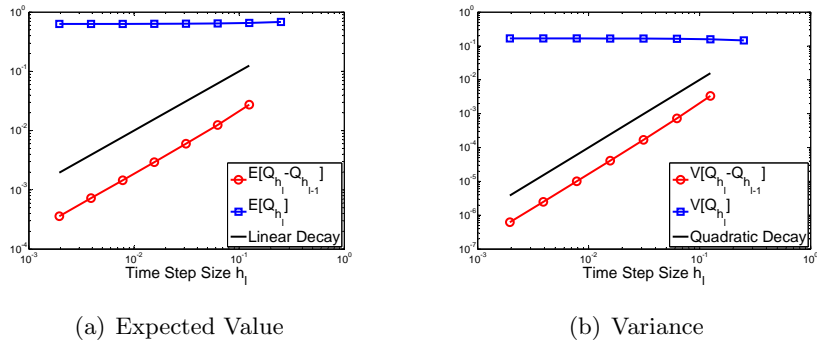 10^0
10^-1
10^-2
10^-3
10^-4
10^-3 10^-2 10^-1 10^0
Time Step Size h_l
E[Q_{h_l}-Q_{h_{l-1}}]
E[Q_{h_l}]
Linear Decay
(a) Expected Value
10^0
10^-1
10^-2
10^-3
10^-4
10^-5
10^-6
10^-7
10^-3 10^-2 10^-1 10^0
Time Step Size h_l
V[Q_{h_l}-Q_{h_{l-1}}]
V[Q_{h_l}]
Quadratic Decay
(b) Variance